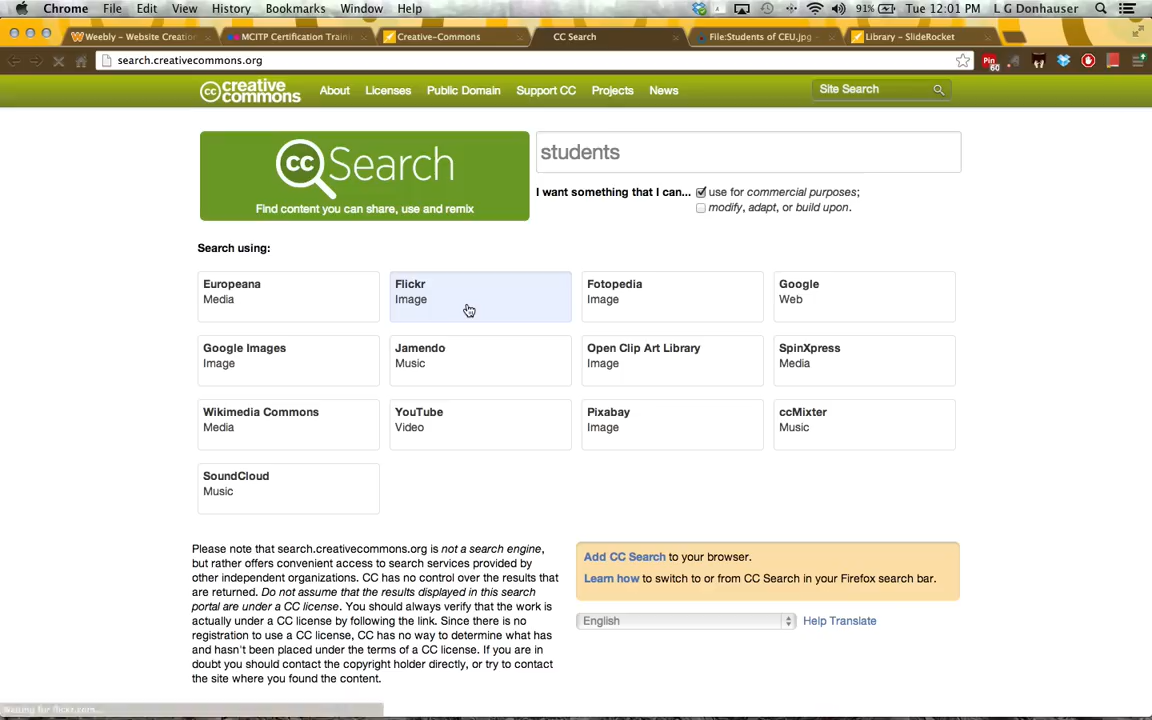 Chrome File Edit View History Bookmarks Window Help 91% Tue 12:01 PM L G Donhauser
Weebly - Website Creation MCITP Certification Traini Creative-Commons CC Search File:Students of CEU.jpg - Library - SlideRocket
search.creativecommons.org
creative commons About Licenses Public Domain Support CC Projects News Site Search
cc Search students
Find content you can share, use and remix
I want something that I can... use for commercial purposes;
modify, adapt, or build upon.
Search using:
Europeana
Media
Flickr
Image
Fotopedia
Image
Google
Web
Google Images
Image
Jamendo
Music
Open Clip Art Library
Image
SpinXpress
Media
Wikimedia Commons
Media
YouTube
Video
Pixabay
Image
ccMixter
Music
SoundCloud
Music
Please note that search.creativecommons.org is not a search engine,
but rather offers convenient access to search services provided by
other independent organizations. CC has no control over the results that
are returned. Do not assume that the results displayed in this search
portal are under a CC license. You should always verify that the work is
actually under a CC license by following the link. Since there is no
registration to use a CC license, CC has no way to determine what has
and hasn't been placed under the terms of a CC license. If you are in
doubt you should contact the copyright holder directly, or try to contact
the site where you found the content.
Add CC Search to your browser.
Learn how to switch to or from CC Search in your Firefox search bar.
English Help Translate
Waiting for flickr.com...